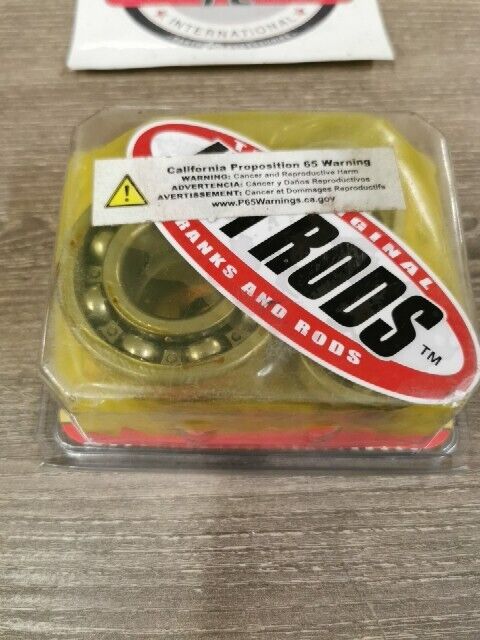 INTERNATIONAL
California Proposition 65 Warning
WARNING: Cancer and Reproductive Harm
ADVERTENCIA: Cáncer y Daños Reproductivos
AVERTISSEMENT: Cancer et Dommages Reproductifs
www.P65Warnings.ca.gov
RODS
TM
CRANKS AND RODS